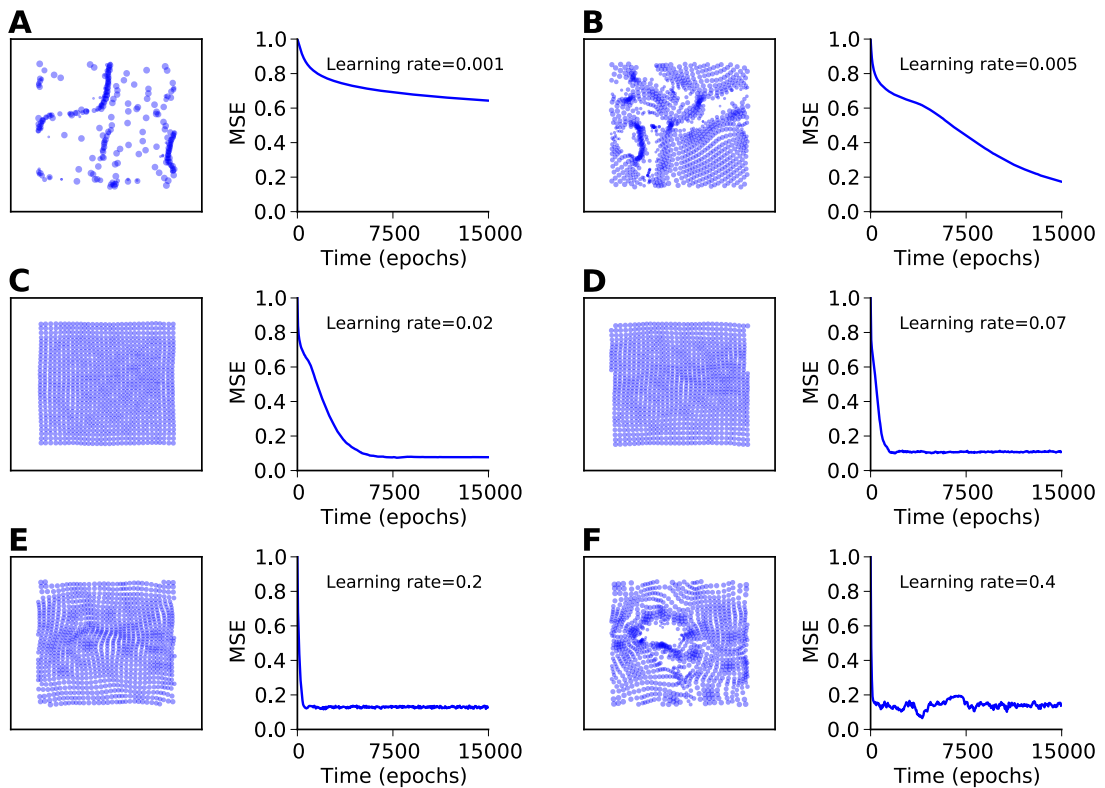 A
B
1.0
0.8
0.6
0.4
0.2
0.0
MSE
Learning rate=0.001
0
7500
15000
Time (epochs)
1.0
0.8
0.6
0.4
0.2
0.0
MSE
Learning rate=0.005
0
7500
15000
Time (epochs)
C
D
1.0
0.8
0.6
0.4
0.2
0.0
MSE
Learning rate=0.02
0
7500
15000
Time (epochs)
1.0
0.8
0.6
0.4
0.2
0.0
MSE
Learning rate=0.07
0
7500
15000
Time (epochs)
E
F
1.0
0.8
0.6
0.4
0.2
0.0
MSE
Learning rate=0.2
0
7500
15000
Time (epochs)
1.0
0.8
0.6
0.4
0.2
0.0
MSE
Learning rate=0.4
0
7500
15000
Time (epochs)